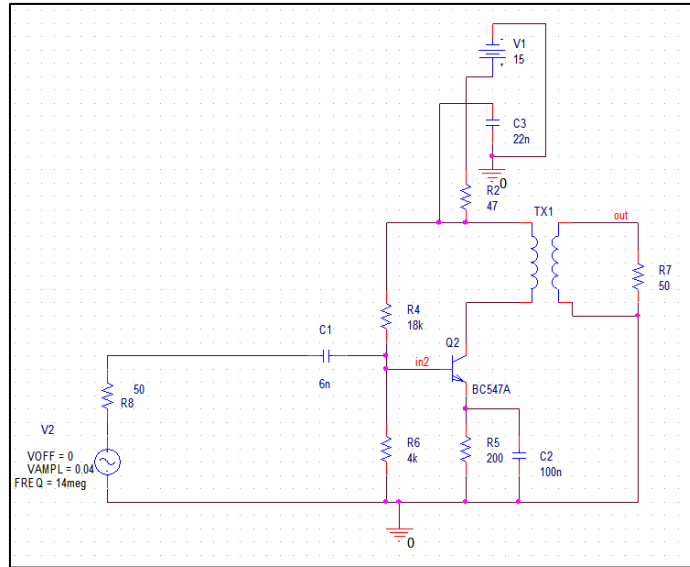 V1
15
C3
22n
0
R2
47
TX1
out
R7
50
R4
18k
C1
6n
in2
Q2
BC547A
50
R8
V2
VOFF = 0
VAMPL = 0.04
FREQ = 14meg
R6
4k
R5
200
C2
100n
0